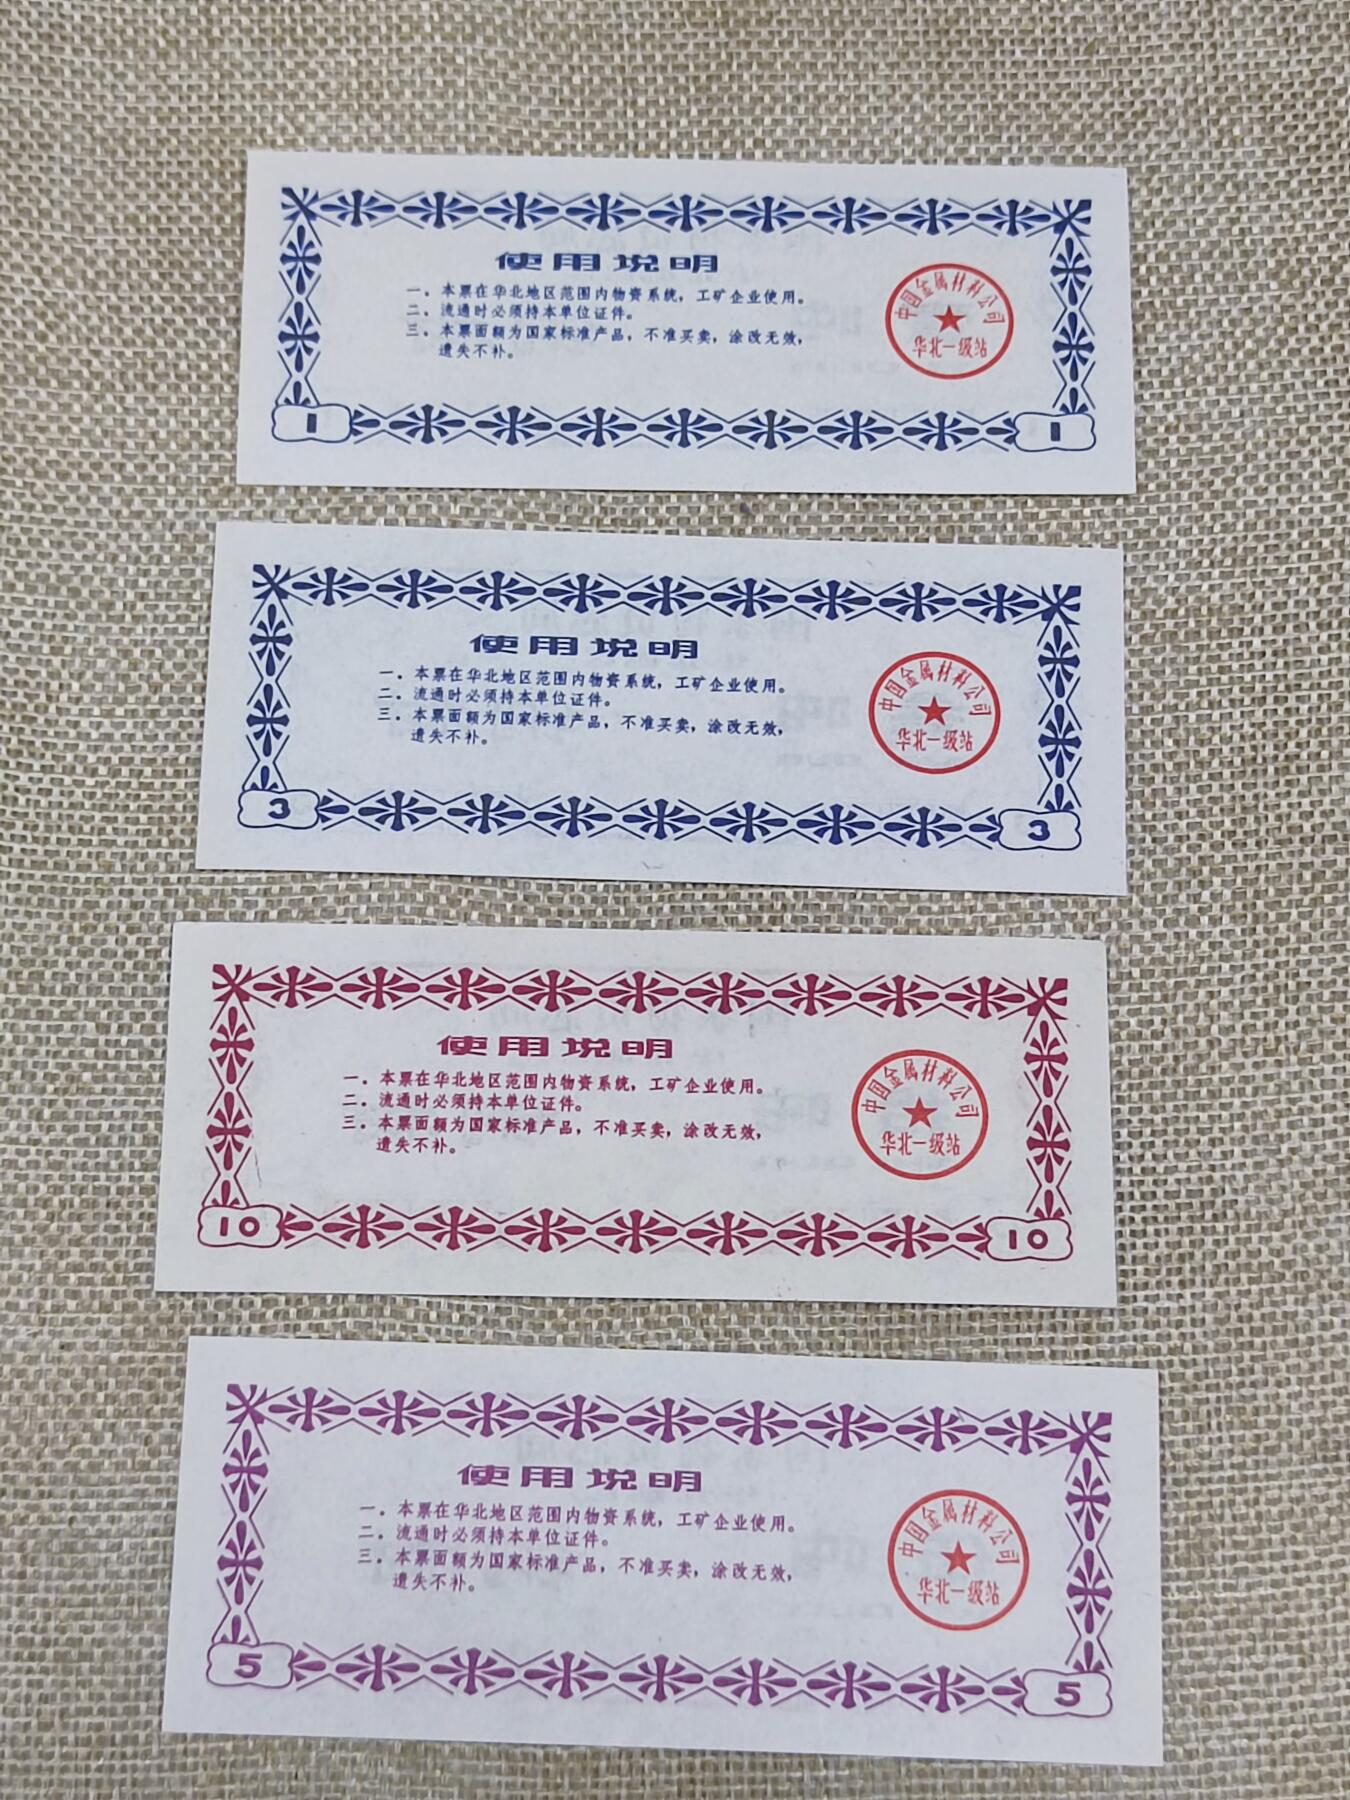 使用说明
一．本票在华北地区范围内物资系统，工矿企业使用。
二．流通时必须持本单位证件。
三．本票面额为国家标准产品，不准买卖，涂改无效，
遗失不补。
中国金属材料公司
华北一级站
1
1
使用说明
一．本票在华北地区范围内物资系统，工矿企业使用。
二．流通时必须持本单位证件。
三．本票面额为国家标准产品，不准买卖，涂改无效，
遗失不补。
中国金属材料公司
华北一级站
3
3
使用说明
一．本票在华北地区范围内物资系统，工矿企业使用。
二．流通时必须持本单位证件。
三．本票面额为国家标准产品，不准买卖，涂改无效，
遗失不补。
中国金属材料公司
华北一级站
10
10
使用说明
一．本票在华北地区范围内物资系统，工矿企业使用。
二．流通时必须持本单位证件。
三．本票面额为国家标准产品，不准买卖，涂改无效，
遗失不补。
中国金属材料公司
华北一级站
5
5